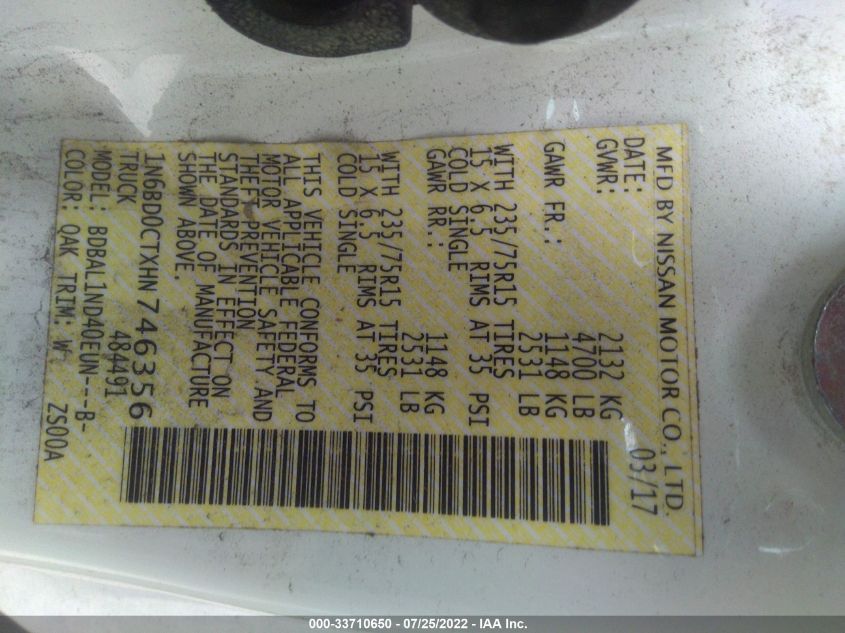 MFD BY NISSAN MOTOR CO., LTD.
DATE: 03/17
GVWR: 2132 KG
4700 LB
GAWR FR.: 1148 KG
2531 LB
WITH 235/75R15 TIRES
15 X 6.5 RIMS AT 35 PSI
COLD SINGLE
GAWR RR.: 1148 KG
2531 LB
WITH 235/75R15 TIRES
15 X 6.5 RIMS AT 35 PSI
COLD SINGLE
THIS VEHICLE CONFORMS TO
ALL APPLICABLE FEDERAL
MOTOR VEHICLE SAFETY AND
THEFT PREVENTION
STANDARDS IN EFFECT ON
THE DATE OF MANUFACTURE
SHOWN ABOVE.
1N6BD0CTXHN746356
TRUCK 484491
MODEL: BDBAL1ND40EUN---B-
COLOR: QAK TRIM: W ZS00A
000-33710650 - 07/25/2022 - IAA Inc.